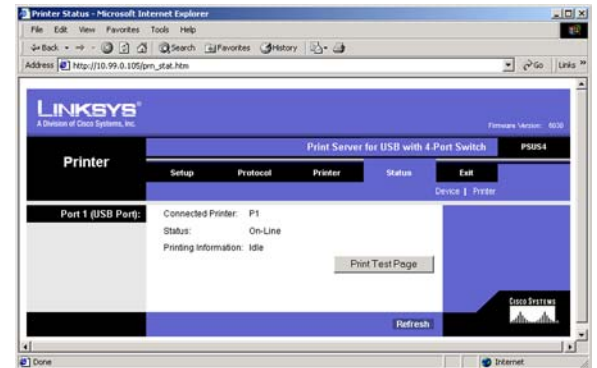 Printer Status - Microsoft Internet Explorer
File Edit View Favorites Tools Help
Back Search Favorites History
Address http://10.99.0.105/prn_stat.htm Go Links »
LINKSYS®
A Division of Cisco Systems, Inc.
Firmware Version: 6030
Print Server for USB with 4-Port Switch PSUS4
Printer
Setup Protocol Printer Status Exit
Device | Printer
Port 1 (USB Port): Connected Printer: P1
Status: On-Line
Printing Information: Idle
Print Test Page
CISCO SYSTEMS
Refresh
Done Internet